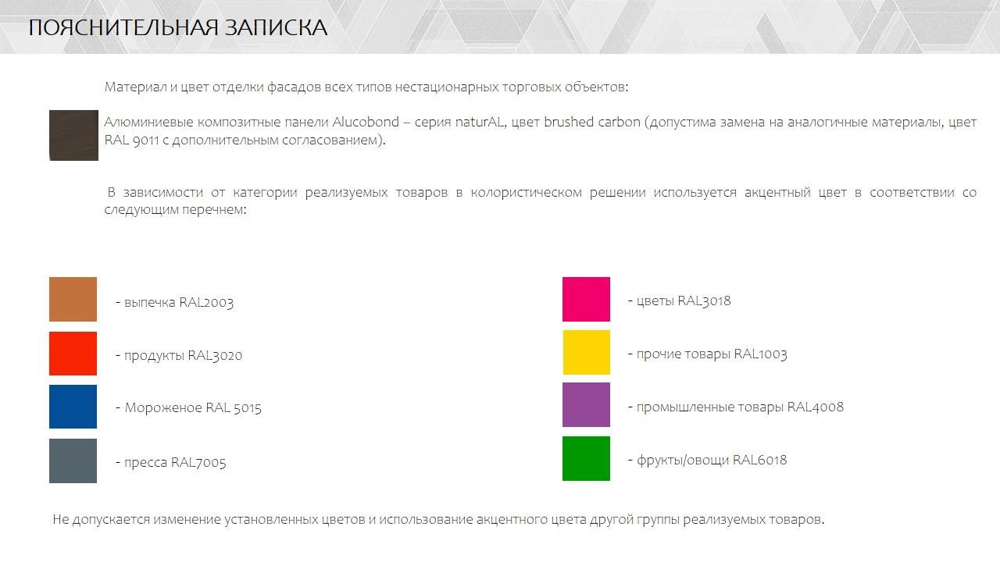 ПОЯСНИТЕЛЬНАЯ ЗАПИСКА
Материал и цвет отделки фасадов всех типов нестационарных торговых объектов:
Алюминиевые композитные панели Alucobond – серия naturAL, цвет brushed carbon (допустима замена на аналогичные материалы, цвет
RAL 9011 с дополнительным согласованием).
В зависимости от категории реализуемых товаров в колористическом решении используется акцентный цвет в соответствии со
следующим перечнем:
- выпечка RAL2003
- продукты RAL3020
- Мороженое RAL 5015
- пресса RAL7005
- цветы RAL3018
- прочие товары RAL1003
- промышленные товары RAL4008
- фрукты/овощи RAL6018
Не допускается изменение установленных цветов и использование акцентного цвета другой группы реализуемых товаров.